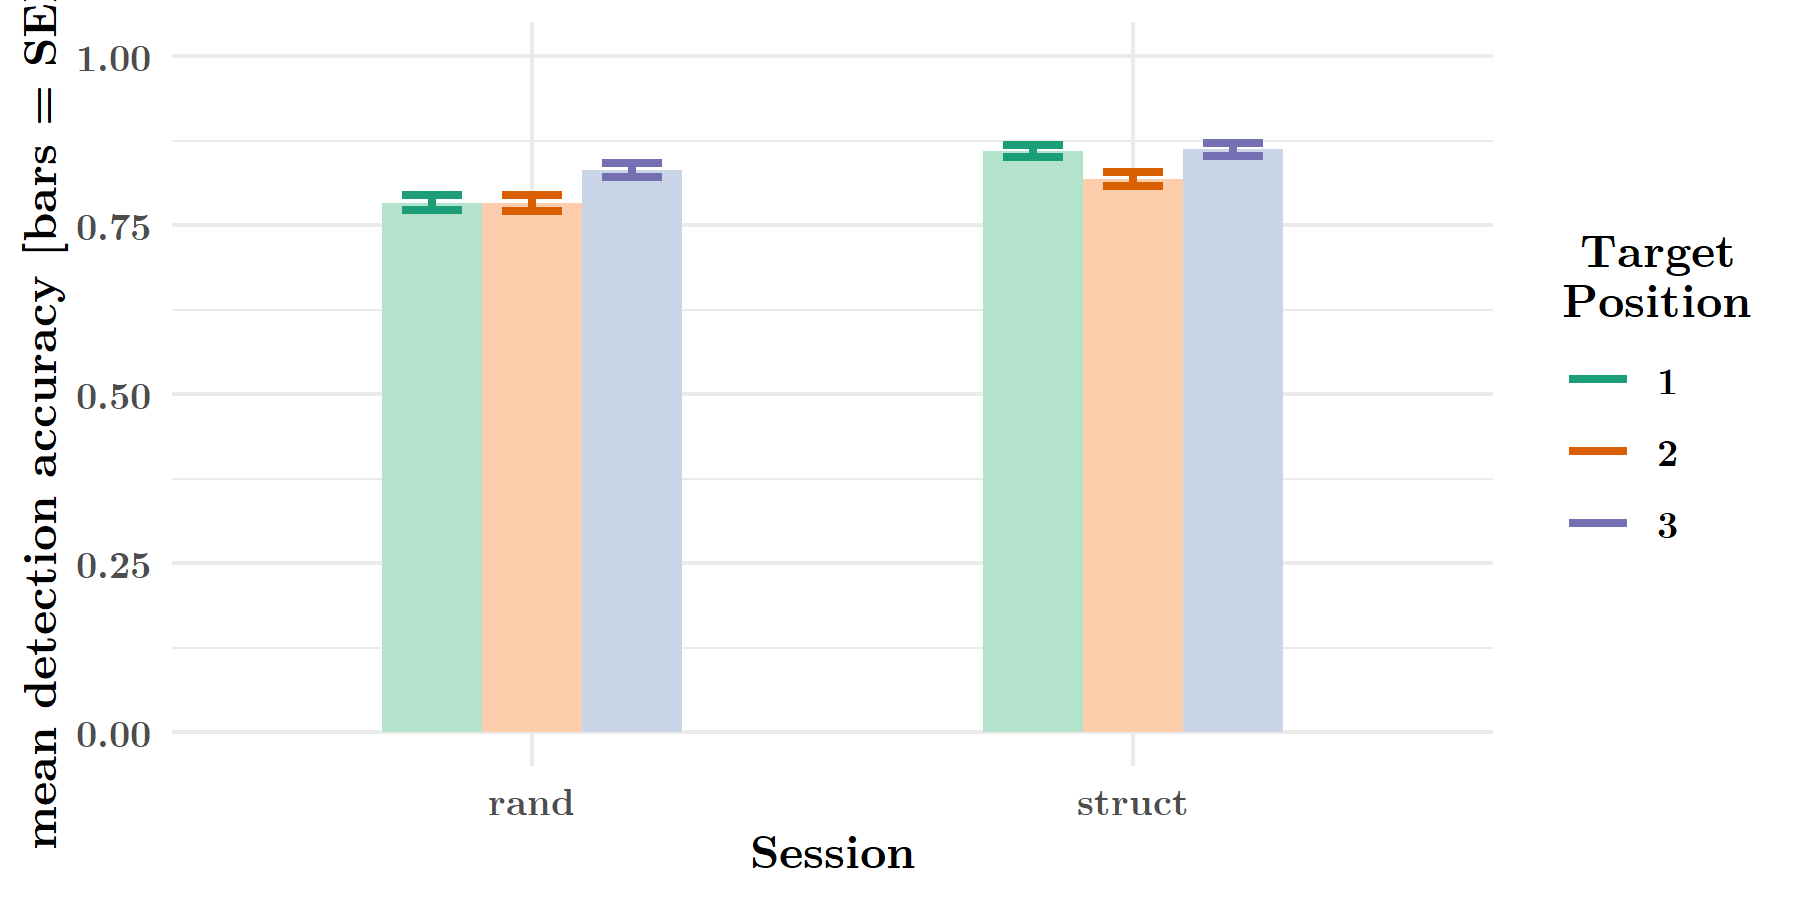 mean detection accuracy [bars = SE
1.00
0.75
0.50
0.25
0.00
rand
struct
Session
Target
Position
1
2
3